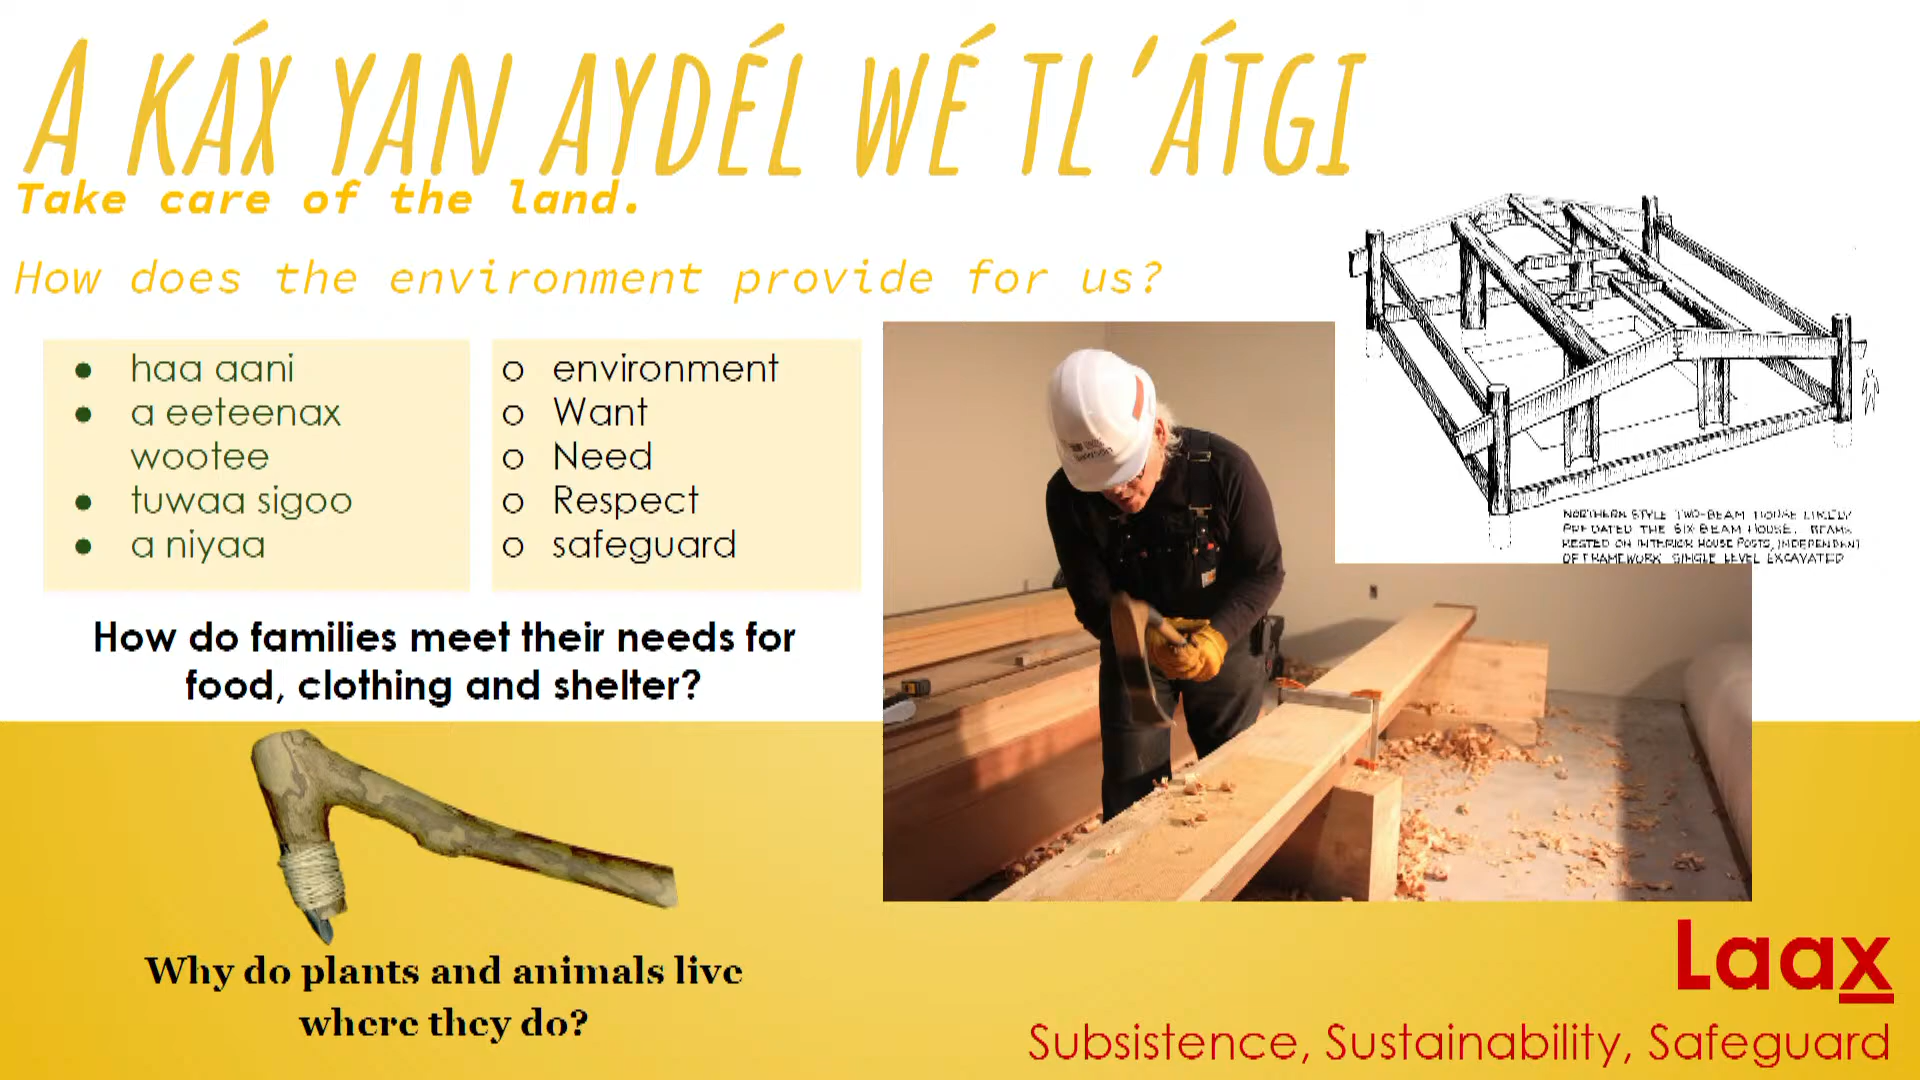 A KÁX YAN AYDÉL WÉ TL'ÁTGI
Take care of the land.
How does the environment provide for us?
haa aani
a eeteenax
wootee
tuwaa sigoo
a niyaa
environment
Want
Need
Respect
safeguard
NORTHERN STYLE TWO-BEAM HOUSE LIKELY
PREDATED THE SIX BEAM HOUSE. BEAMS
RESTED ON INTERIOR HOUSE POSTS, INDEPENDENT
OF FRAMEWORK SINGLE LEVEL EXCAVATED
How do families meet their needs for
food, clothing and shelter?
Why do plants and animals live
where they do?
Laax̲
Subsistence, Sustainability, Safeguard